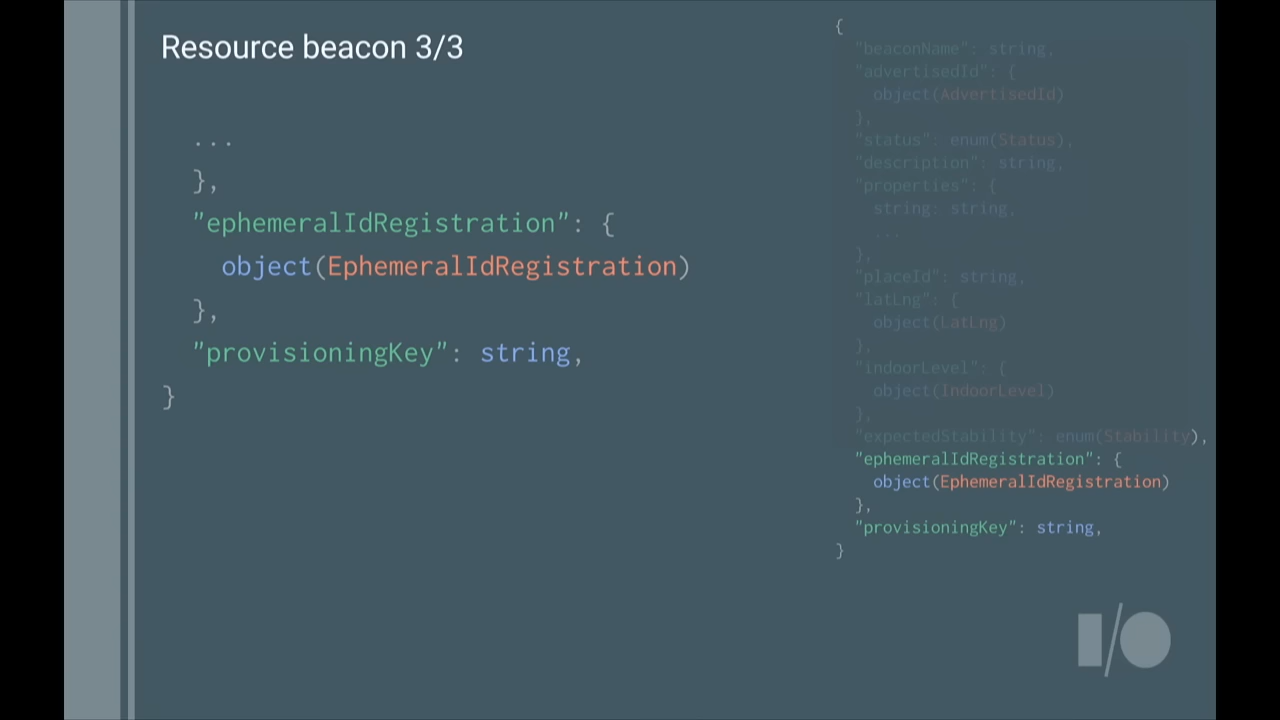 Resource beacon 3/3
...
},
"ephemeralIdRegistration": {
object(EphemeralIdRegistration)
},
"provisioningKey": string,
}
{
"beaconName": string,
"advertisedId": {
object(AdvertisedId)
},
"status": enum(Status),
"description": string,
"properties": {
string: string,
...
},
"placeId": string,
"latLng": {
object(LatLng)
},
"indoorLevel": {
object(IndoorLevel)
},
"expectedStability": enum(Stability),
"ephemeralIdRegistration": {
object(EphemeralIdRegistration)
},
"provisioningKey": string,
}
I/O